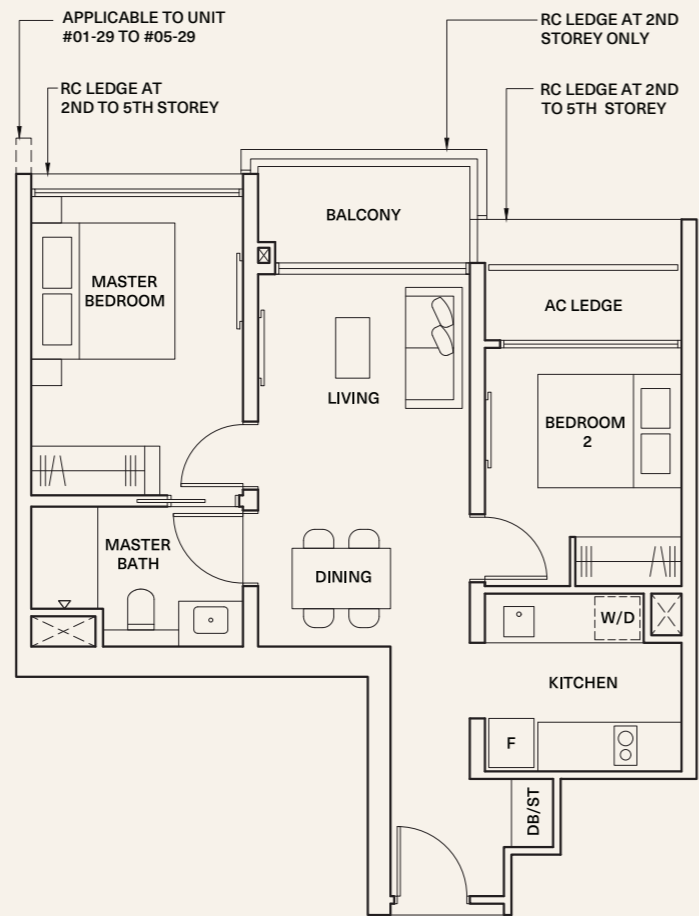 APPLICABLE TO UNIT
#01-29 TO #05-29
RC LEDGE AT 2ND
STOREY ONLY
RC LEDGE AT
2ND TO 5TH STOREY
RC LEDGE AT 2ND
TO 5TH STOREY
BALCONY
MASTER
BEDROOM
AC LEDGE
LIVING
BEDROOM
2
MASTER
BATH
DINING
W/D
KITCHEN
F
DB/ST